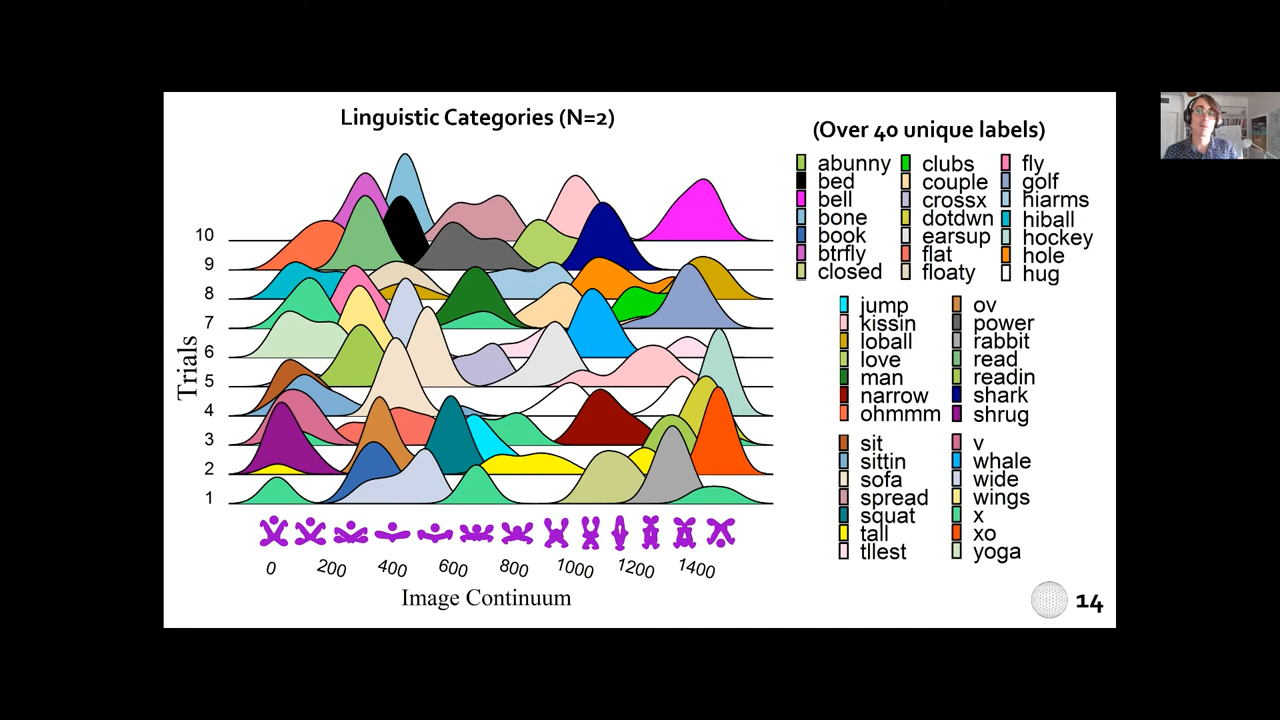 Linguistic Categories (N=2)
(Over 40 unique labels)
abunny clubs fly
bed couple golf
bell crossx hiarms
bone dotdwn hiball
book earsup hockey
btrfly flat hole
closed floaty hug
jump ov
kissin power
loball rabbit
love read
man readin
narrow shark
ohmmm shrug
sit v
sittin whale
sofa wide
spread wings
squat x
tall xo
tllest yoga
Trials
10
9
8
7
6
5
4
3
2
1
0 200 400 600 800 1000 1200 1400
Image Continuum
14